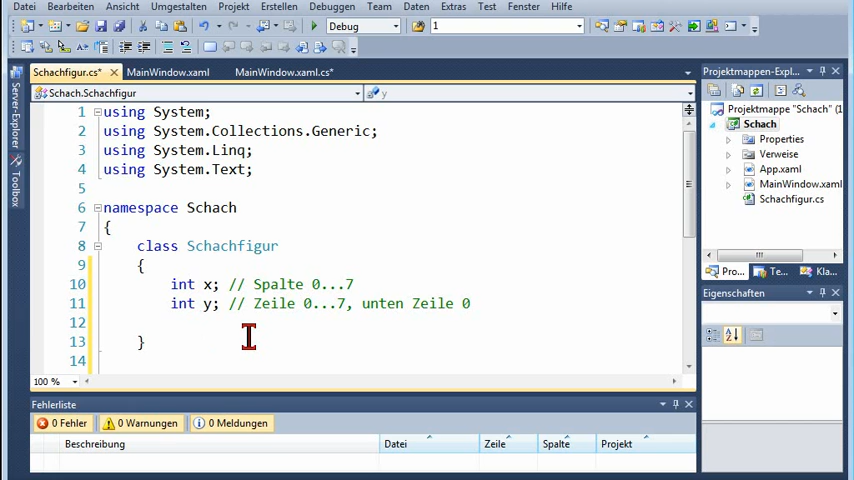 Datei Bearbeiten Ansicht Umgestalten Projekt Erstellen Debuggen Team Daten Format Extras Test Fenster Hilfe
Debug 1
Schachfigur.cs* MainWindow.xaml MainWindow.xaml.cs*
Schach.Schachfigur y
1 using System;
2 using System.Collections.Generic;
3 using System.Linq;
4 using System.Text;
5
6 namespace Schach
7 {
8 class Schachfigur
9 {
10 int x; // Spalte 0...7
11 int y; // Zeile 0...7, unten Zeile 0
12
13 }
14
100 %
Server-Explorer
Toolbox
Projektmappen-Expl...
Projektmappe "Schach" (1
Schach
Properties
Verweise
App.xaml
MainWindow.xaml
Schachfigur.cs
Pro... Te... Kla...
Eigenschaften
Fehlerliste
0 Fehler 0 Warnungen 0 Meldungen
Beschreibung Datei Zeile Spalte Projekt